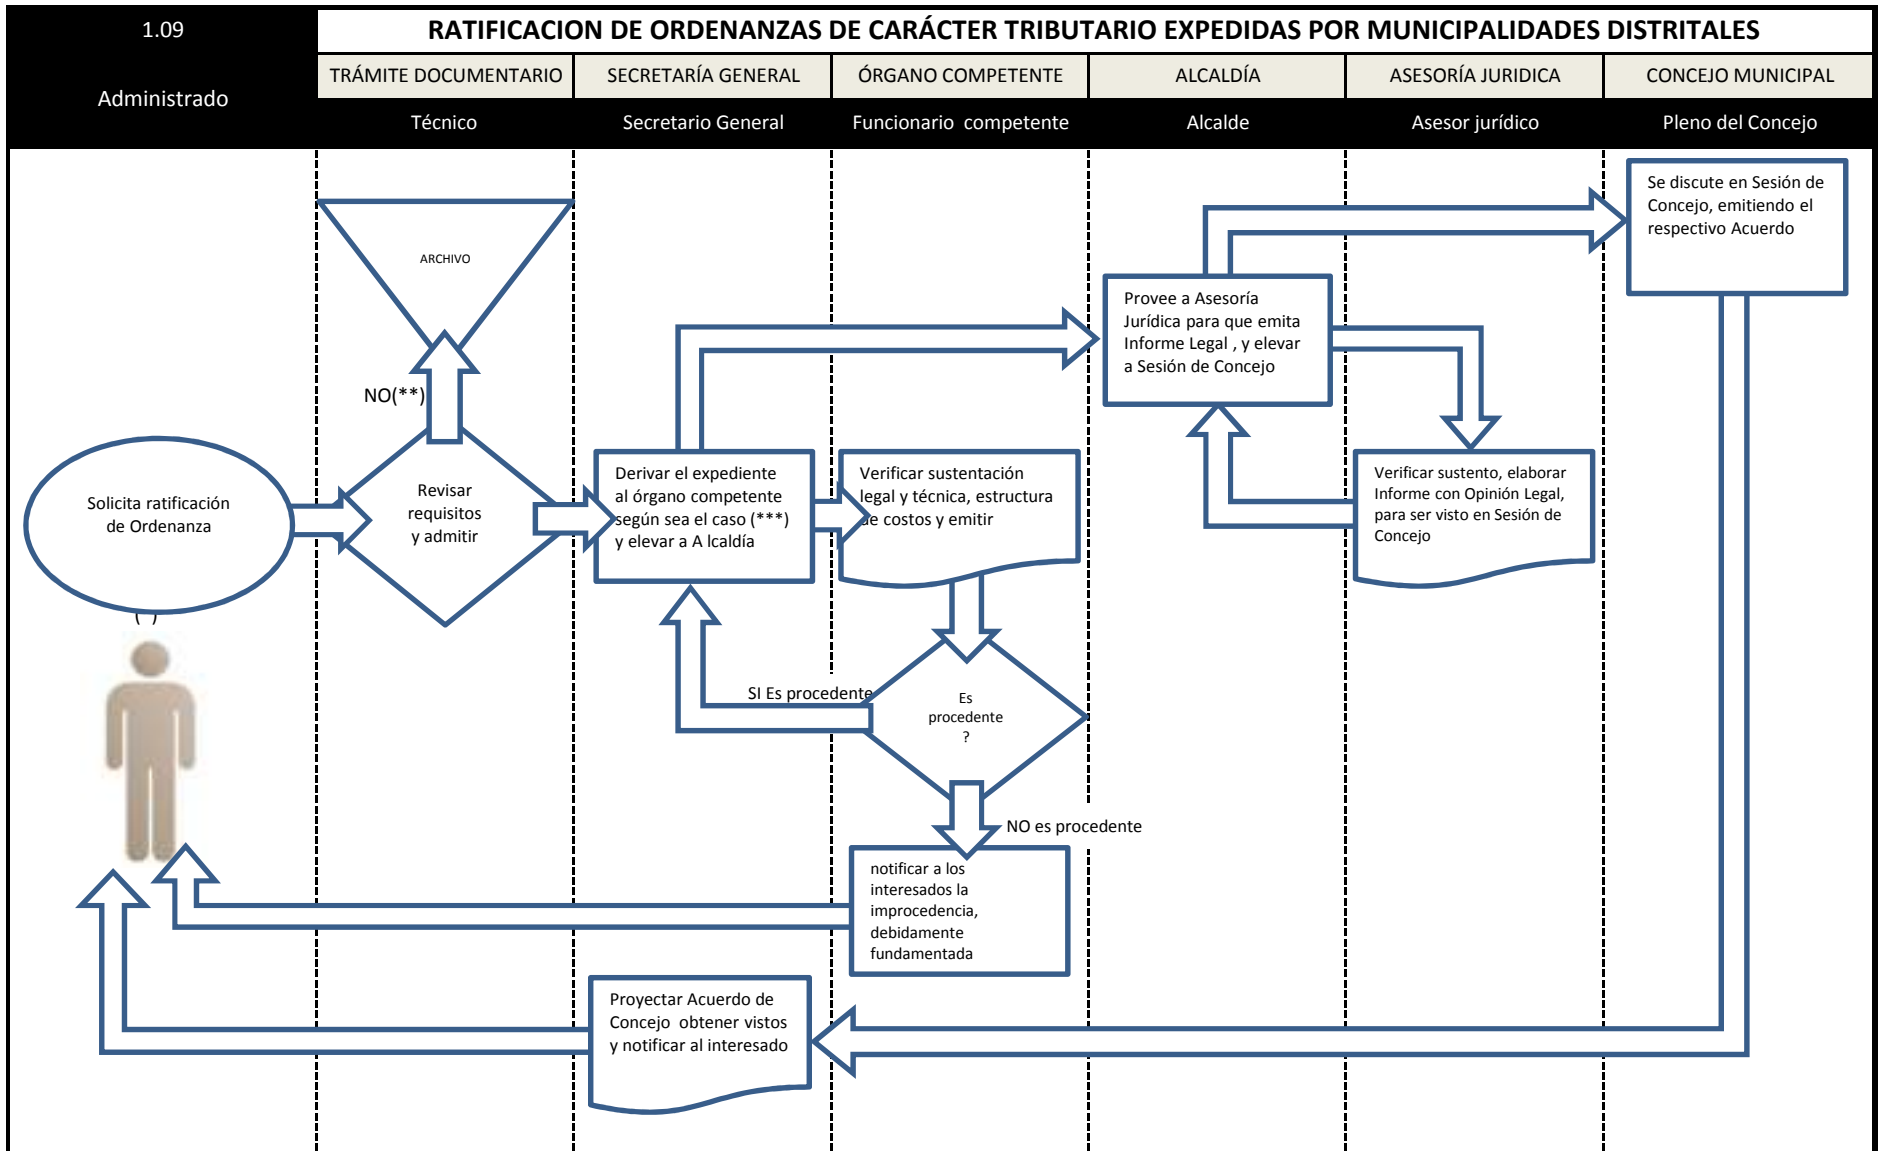 1.09
Administrado
RATIFICACION DE ORDENANZAS DE CARÁCTER TRIBUTARIO EXPEDIDAS POR MUNICIPALIDADES DISTRITALES
TRÁMITE DOCUMENTARIO
SECRETARÍA GENERAL
ÓRGANO COMPETENTE
ALCALDÍA
ASESORÍA JURIDICA
CONCEJO MUNICIPAL
Técnico
Secretario General
Funcionario competente
Alcalde
Asesor jurídico
Pleno del Concejo
Se discute en Sesión de
Concejo, emitiendo el
respectivo Acuerdo
ARCHIVO
Provee a Asesoría
Jurídica para que emita
Informe Legal , y elevar
a Sesión de Concejo
NO(**)
Solicita ratificación
de Ordenanza
Revisar
requisitos
y admitir
Derivar el expediente
al órgano competente
según sea el caso (***)
y elevar a A lcaldía
Verificar sustentación
legal y técnica, estructura
de costos y emitir
Verificar sustento, elaborar
Informe con Opinión Legal,
para ser visto en Sesión de
Concejo
SI Es procedente
Es
procedente
?
NO es procedente
notificar a los
interesados la
improcedencia,
debidamente
fundamentada
Proyectar Acuerdo de
Concejo obtener vistos
y notificar al interesado